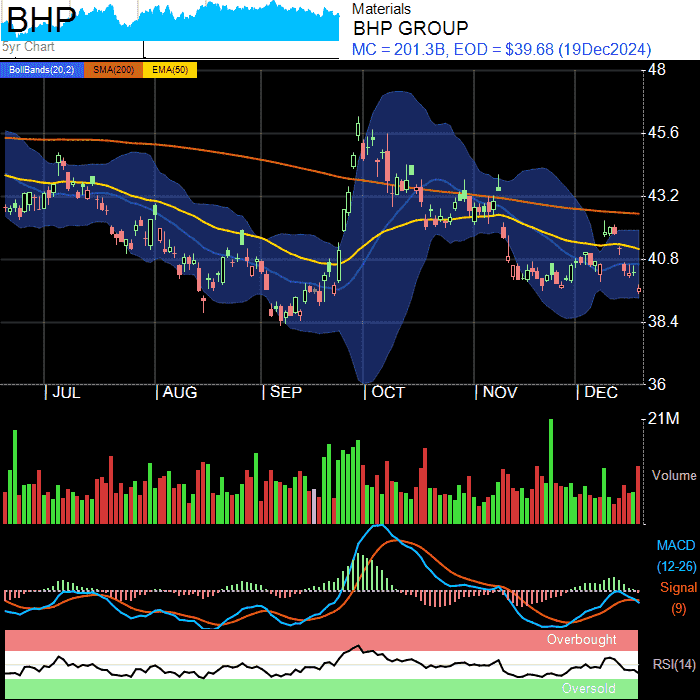 BHP
5yr Chart
Materials
BHP GROUP
MC = 201.3B, EOD = $39.68 (19Dec2024)
BollBands(20,2) SMA(200) EMA(50)
48
45.6
43.2
40.8
38.4
36
JUL AUG SEP OCT NOV DEC
21M
Volume
MACD
(12-26)
Signal
(9)
Overbought
RSI(14)
Oversold